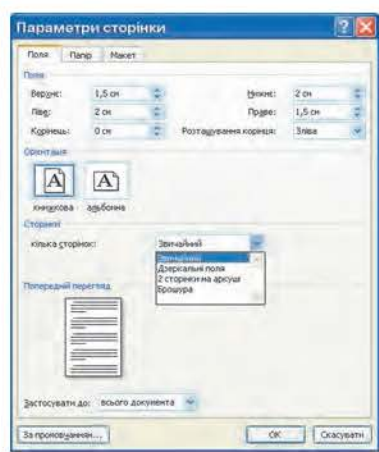 Параметри сторінки
Поля Папір Макет
Поля
Верхнє: 1,5 см Нижнє: 2 см
Ліве: 2 см Праве: 1,5 см
Корінець: 0 см Розташування корінця: Зліва
Орієнтація
книжкова альбомна
Сторінки
кілька сторінок: Звичайний
Звичайний
Дзеркальні поля
2 сторінки на аркуші
Брошура
Попередній перегляд
Застосувати до: всього документа
За промовчанням... ОК Скасувати